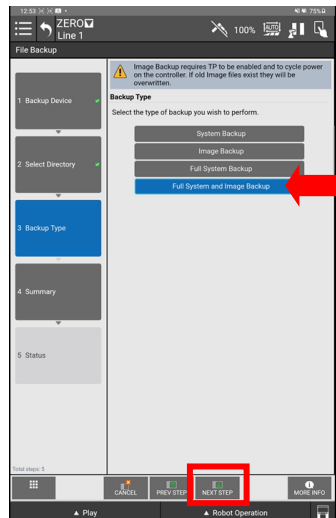 12:53
75%
ZERO
Line 1
100%
AUTO
File Backup
Image Backup requires TP to be enabled and to cycle power
on the controller. If old Image files exist they will be
overwritten.
Backup Type
Select the type of backup you wish to perform.
System Backup
Image Backup
Full System Backup
Full System and Image Backup
1 Backup Device
2 Select Directory
3 Backup Type
4 Summary
5 Status
Total steps: 5
CANCEL
PREV STEP
NEXT STEP
MORE INFO
Play
Robot Operation